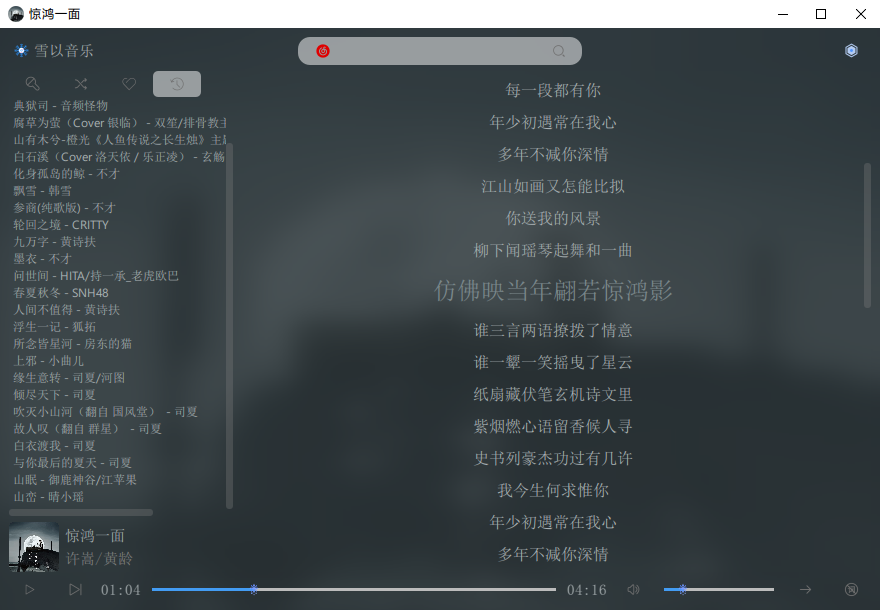 惊鸿一面
雪以音乐
典狱司 - 音频怪物
腐草为萤（Cover 银临） - 双笙/排骨教主
山有木兮-橙光《人鱼传说之长生烛》主
白石溪（Cover 洛天依 / 乐正凌） - 玄觞
化身孤岛的鲸 - 不才
飘雪 - 韩雪
参商(纯歌版) - 不才
轮回之境 - CRITTY
九万字 - 黄诗扶
墨衣 - 不才
问世间 - HITA/持一承_老虎欧巴
春夏秋冬 - SNH48
人间不值得 - 黄诗扶
浮生一记 - 狐拓
所念皆星河 - 房东的猫
上邪 - 小曲儿
缘生意转 - 司夏/河图
倾尽天下 - 司夏
吹灭小山河（翻自 国风堂） - 司夏
故人叹（翻自 群星） - 司夏
白衣渡我 - 司夏
与你最后的夏天 - 司夏
山眠 - 御鹿神谷/江苹果
山峦 - 晴小瑶
每一段都有你
年少初遇常在我心
多年不减你深情
江山如画又怎能比拟
你送我的风景
柳下闻瑶琴起舞和一曲
仿佛映当年翩若惊鸿影
谁三言两语撩拨了情意
谁一颦一笑摇曳了星云
纸扇藏伏笔玄机诗文里
紫烟燃心语留香候人寻
史书列豪杰功过有几许
我今生何求惟你
年少初遇常在我心
多年不减你深情
惊鸿一面
许嵩/黄龄
01:04
04:16